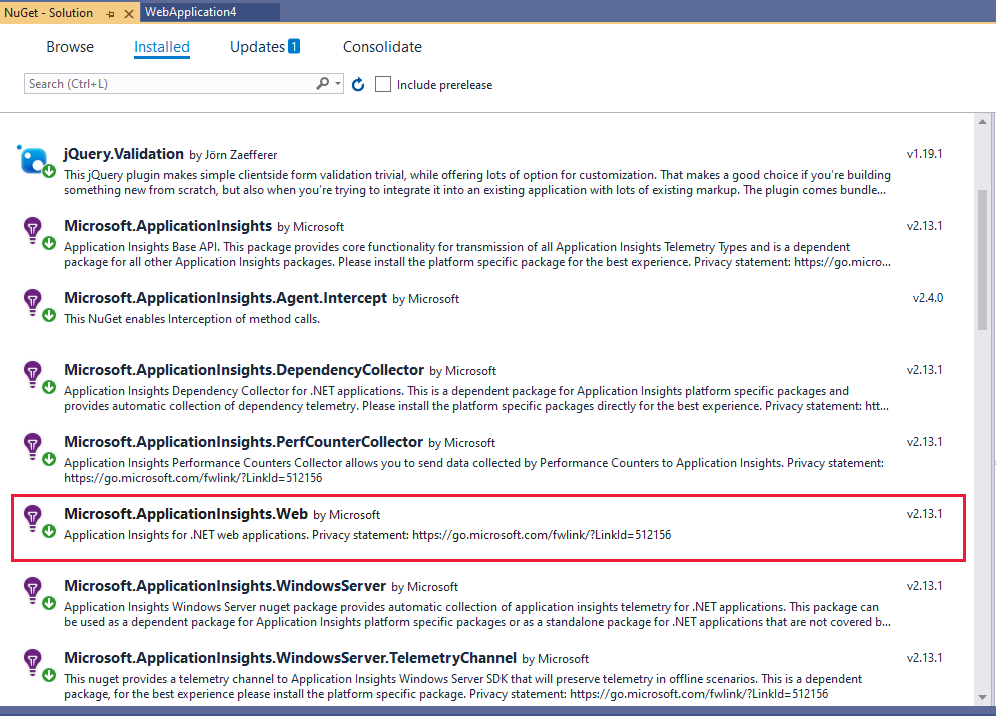 NuGet - Solution WebApplication4
Browse Installed Updates 1 Consolidate
Search (Ctrl+L) Include prerelease
jQuery.Validation by Jörn Zaefferer v1.19.1
This jQuery plugin makes simple clientside form validation trivial, while offering lots of option for customization. That makes a good choice if you're building
something new from scratch, but also when you're trying to integrate it into an existing application with lots of existing markup. The plugin comes bundle...
Microsoft.ApplicationInsights by Microsoft v2.13.1
Application Insights Base API. This package provides core functionality for transmission of all Application Insights Telemetry Types and is a dependent
package for all other Application Insights packages. Please install the platform specific package for the best experience. Privacy statement: https://go.micro...
Microsoft.ApplicationInsights.Agent.Intercept by Microsoft v2.4.0
This NuGet enables Interception of method calls.
Microsoft.ApplicationInsights.DependencyCollector by Microsoft v2.13.1
Application Insights Dependency Collector for .NET applications. This is a dependent package for Application Insights platform specific packages and
provides automatic collection of dependency telemetry. Please install the platform specific packages directly for the best experience. Privacy statement: htt...
Microsoft.ApplicationInsights.PerfCounterCollector by Microsoft v2.13.1
Application Insights Performance Counters Collector allows you to send data collected by Performance Counters to Application Insights. Privacy statement:
https://go.microsoft.com/fwlink/?LinkId=512156
Microsoft.ApplicationInsights.Web by Microsoft v2.13.1
Application Insights for .NET web applications. Privacy statement: https://go.microsoft.com/fwlink/?LinkId=512156
Microsoft.ApplicationInsights.WindowsServer by Microsoft v2.13.1
Application Insights Windows Server nuget package provides automatic collection of application insights telemetry for .NET applications. This package can
be used as a dependent package for Application Insights platform specific packages or as a standalone package for .NET applications that are not covered b...
Microsoft.ApplicationInsights.WindowsServer.TelemetryChannel by Microsoft v2.13.1
This nuget provides a telemetry channel to Application Insights Windows Server SDK that will preserve telemetry in offline scenarios. This is a dependent
package, for the best experience please install the platform specific package. Privacy statement: https://go.microsoft.com/fwlink/?LinkId=512156